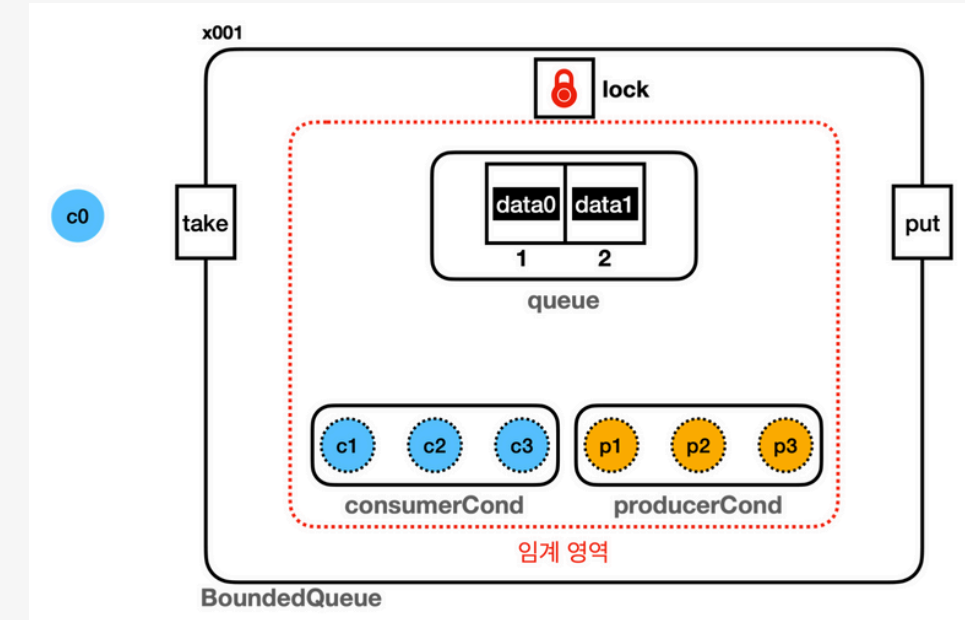 x001
lock
c0
take
data0 data1
put
1 2
queue
c1 c2 c3 p1 p2 p3
consumerCond producerCond
임계 영역
BoundedQueue